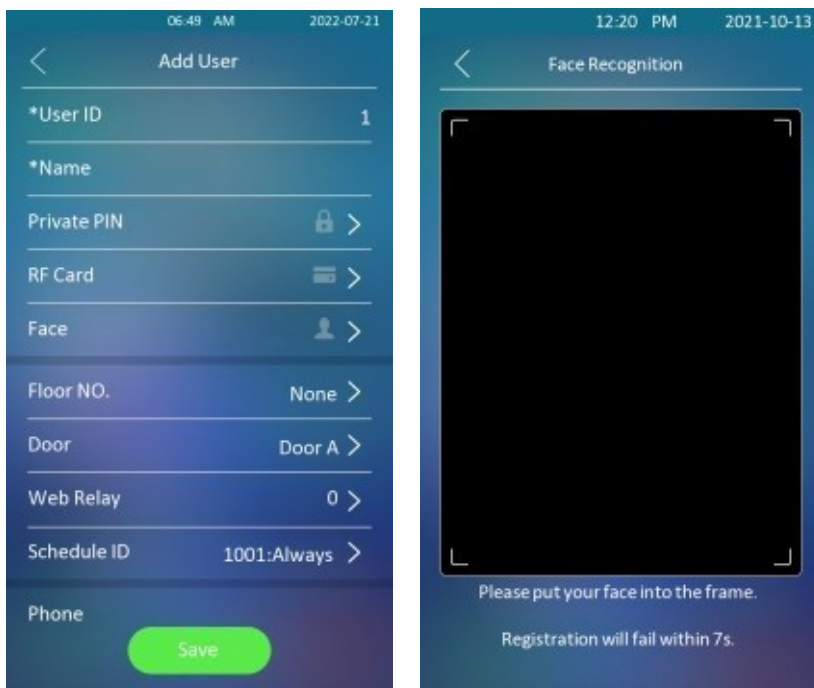 06:49 AM 2022-07-21
Add User
*User ID 1
*Name
Private PIN
RF Card
Face
Floor NO. None
Door Door A
Web Relay 0
Schedule ID 1001:Always
Phone
Save
12:20 PM 2021-10-13
Face Recognition
Please put your face into the frame.
Registration will fail within 7s.